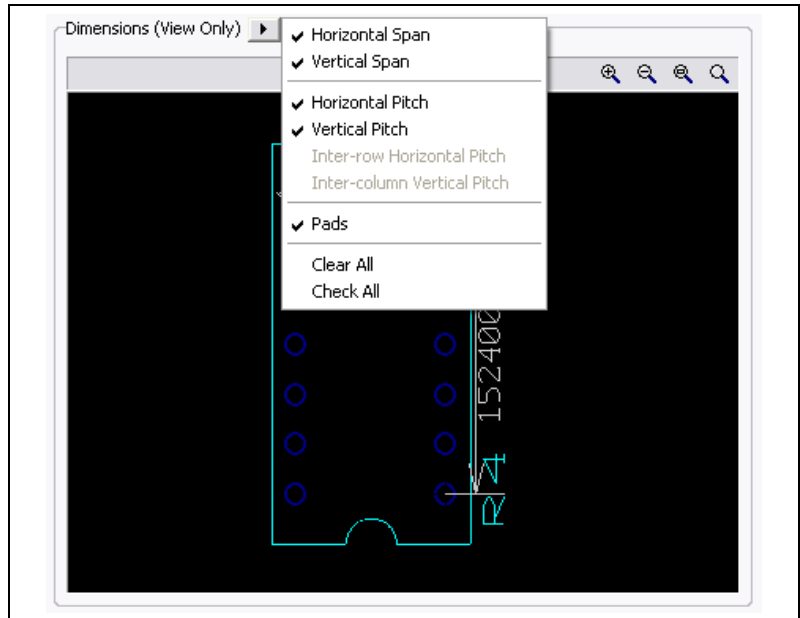 Dimensions (View Only)
Horizontal Span
Vertical Span
Horizontal Pitch
Vertical Pitch
Inter-row Horizontal Pitch
Inter-column Vertical Pitch
Pads
Clear All
Check All
152400
R4